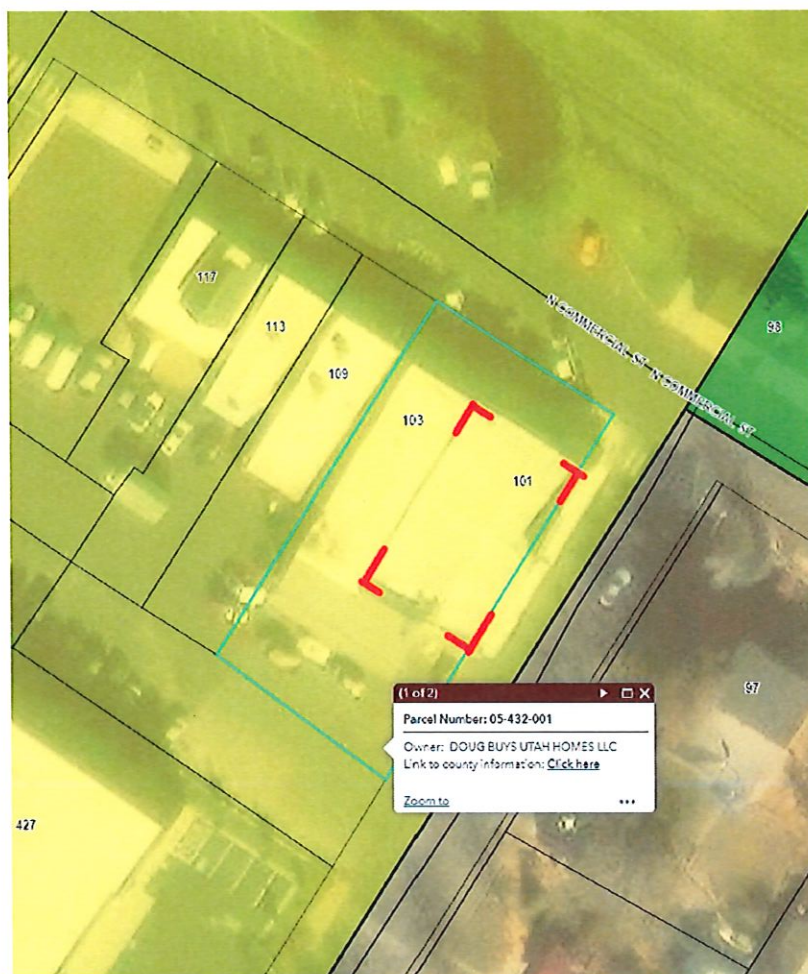 117
113
109
103
101
N COMMERCIAL ST N COMMERCIAL ST
98
97
427
(1 of 2)
Parcel Number: 05-432-001
Owner: DOUG BUYS UTAH HOMES LLC
Link to county information: Click here
Zoom to
•••